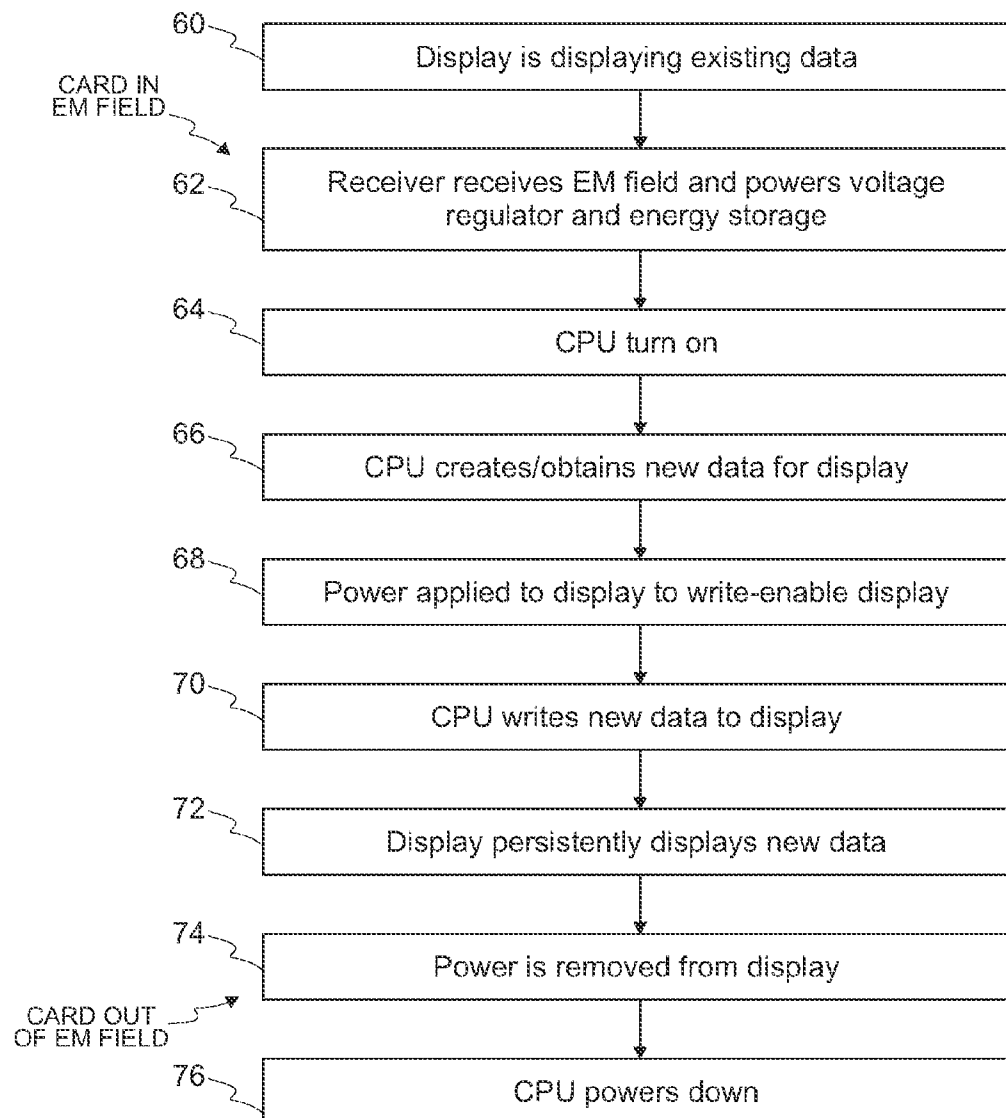 60
Display is displaying existing data
CARD IN
EM FIELD
62
Receiver receives EM field and powers voltage
regulator and energy storage
64
CPU turn on
66
CPU creates/obtains new data for display
68
Power applied to display to write-enable display
70
CPU writes new data to display
72
Display persistently displays new data
74
Power is removed from display
CARD OUT
OF EM FIELD
76
CPU powers down